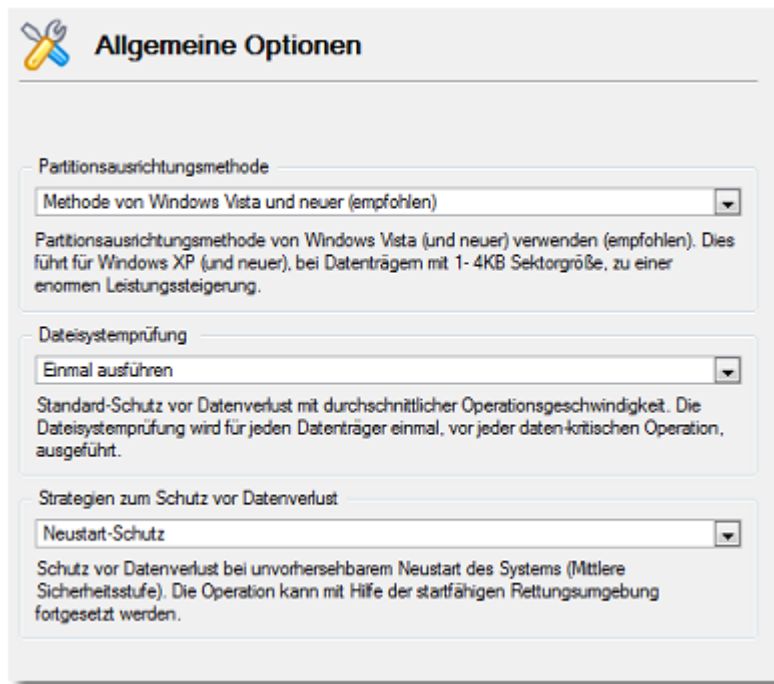 Allgemeine Optionen
Partitionsausrichtungsmethode
Methode von Windows Vista und neuer (empfohlen)
Partitionsausrichtungsmethode von Windows Vista (und neuer) verwenden (empfohlen). Dies
führt für Windows XP (und neuer), bei Datenträgern mit 1- 4KB Sektorgröße, zu einer
enormen Leistungssteigerung.
Dateisystemprüfung
Einmal ausführen
Standard-Schutz vor Datenverlust mit durchschnittlicher Operationsgeschwindigkeit. Die
Dateisystemprüfung wird für jeden Datenträger einmal, vor jeder daten-kritischen Operation,
ausgeführt.
Strategien zum Schutz vor Datenverlust
Neustart-Schutz
Schutz vor Datenverlust bei unvorhersehbarem Neustart des Systems (Mittlere
Sicherheitsstufe). Die Operation kann mit Hilfe der startfähigen Rettungsumgebung
fortgesetzt werden.